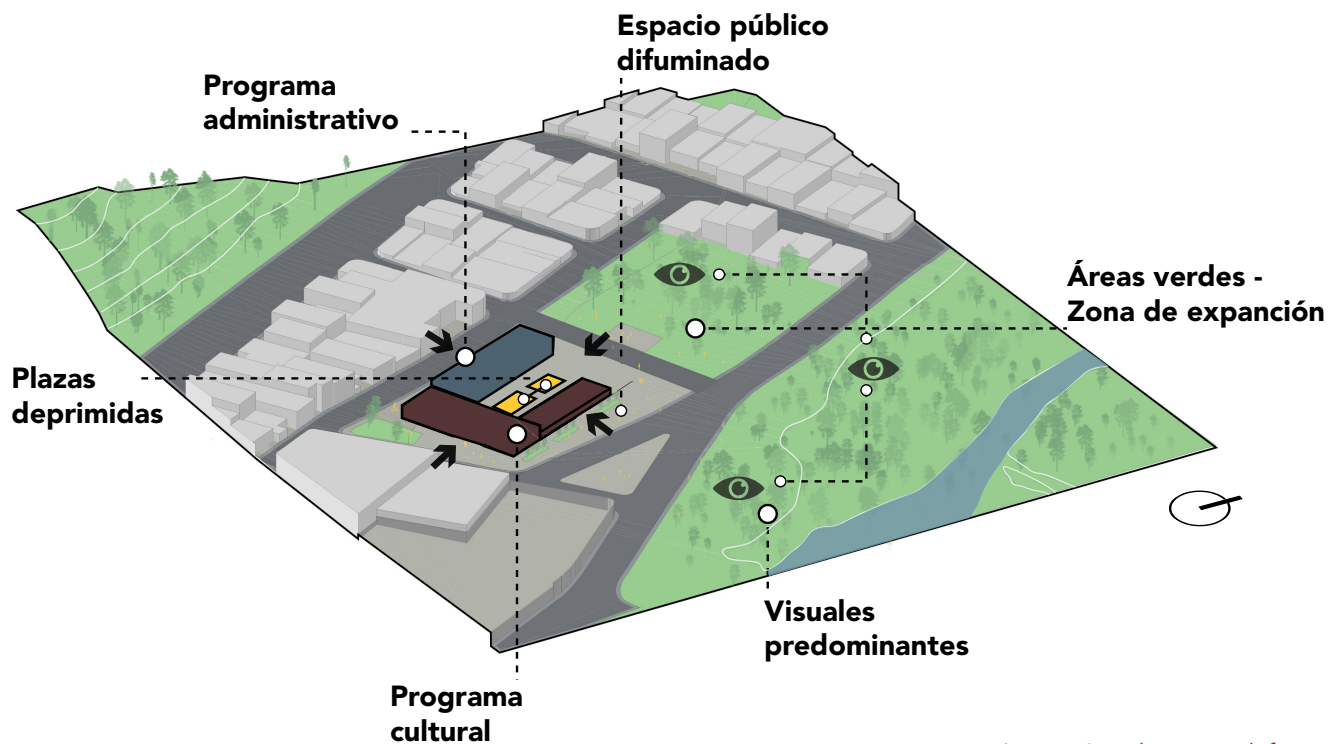 Espacio público
difuminado
Programa
administrativo
Áreas verdes -
Zona de expanción
Plazas
deprimidas
Visuales
predominantes
Programa
cultural